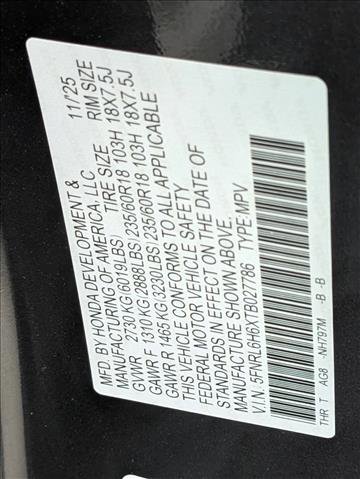 MFD. BY HONDA DEVELOPMENT & 11/25
MANUFACTURING OF AMERICA, LLC
TIRE SIZE RIM SIZE
GVWR 2730 KG(6019LBS)
GAWR F 1310 KG(2888LBS)235/60R18 103H 18X7.5J
GAWR R 1465 KG(3230LBS)235/60R18 103H 18X7.5J
THIS VEHICLE CONFORMS TO ALL APPLICABLE
FEDERAL MOTOR VEHICLE SAFETY
STANDARDS IN EFFECT ON THE DATE OF
MANUFACTURE SHOWN ABOVE.
V.I.N. 5FNRL6H6XTB027786 TYPE: MPV
THR T AG8 -NH797M -B -B